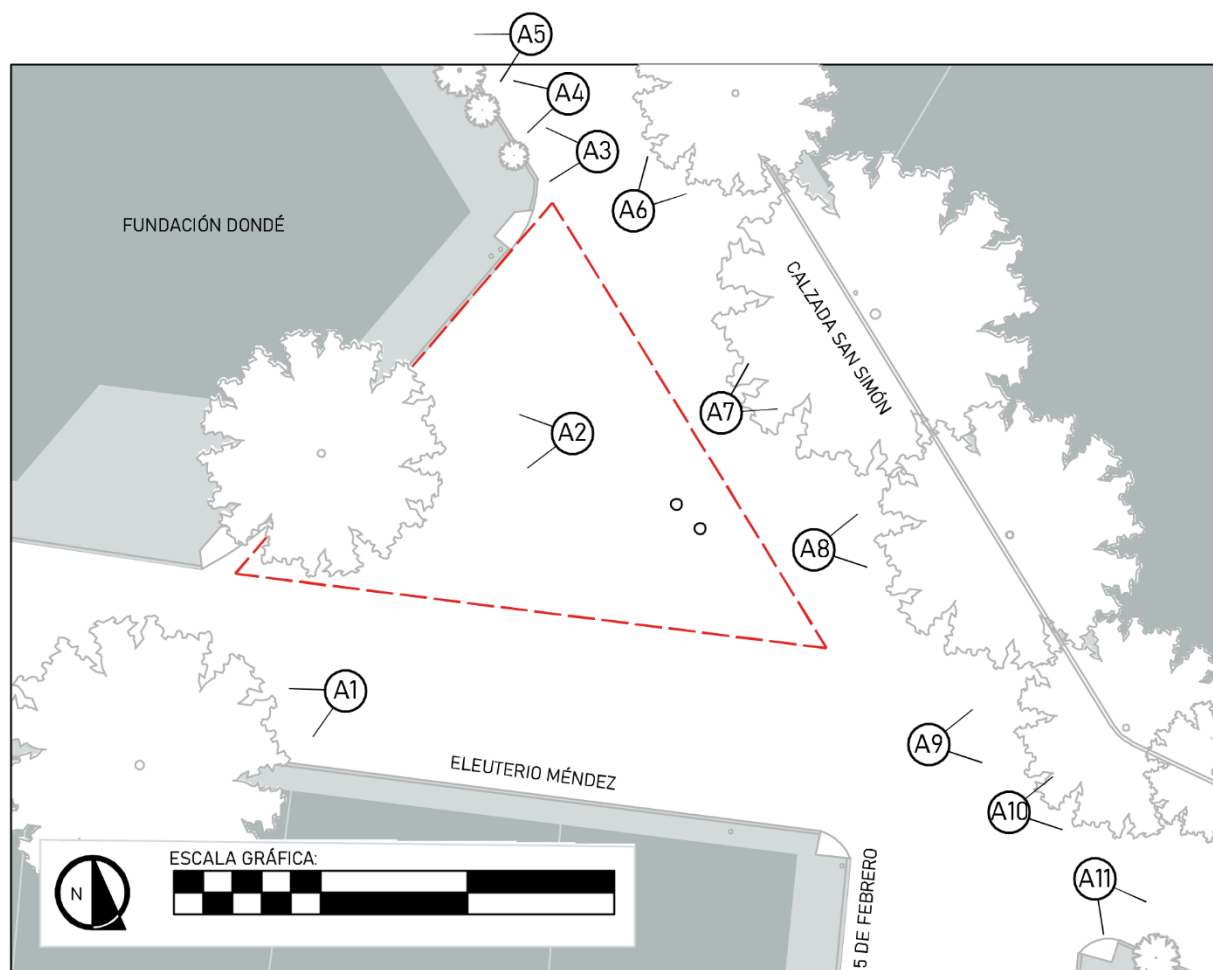 A5
A4
A3
A6
FUNDACIÓN DONDÉ
CALZADA SAN SIMÓN
A7
A2
A8
A1
A9
ELEUTERIO MÉNDEZ
A10
ESCALA GRÁFICA:
N
A11
5 DE FEBRERO